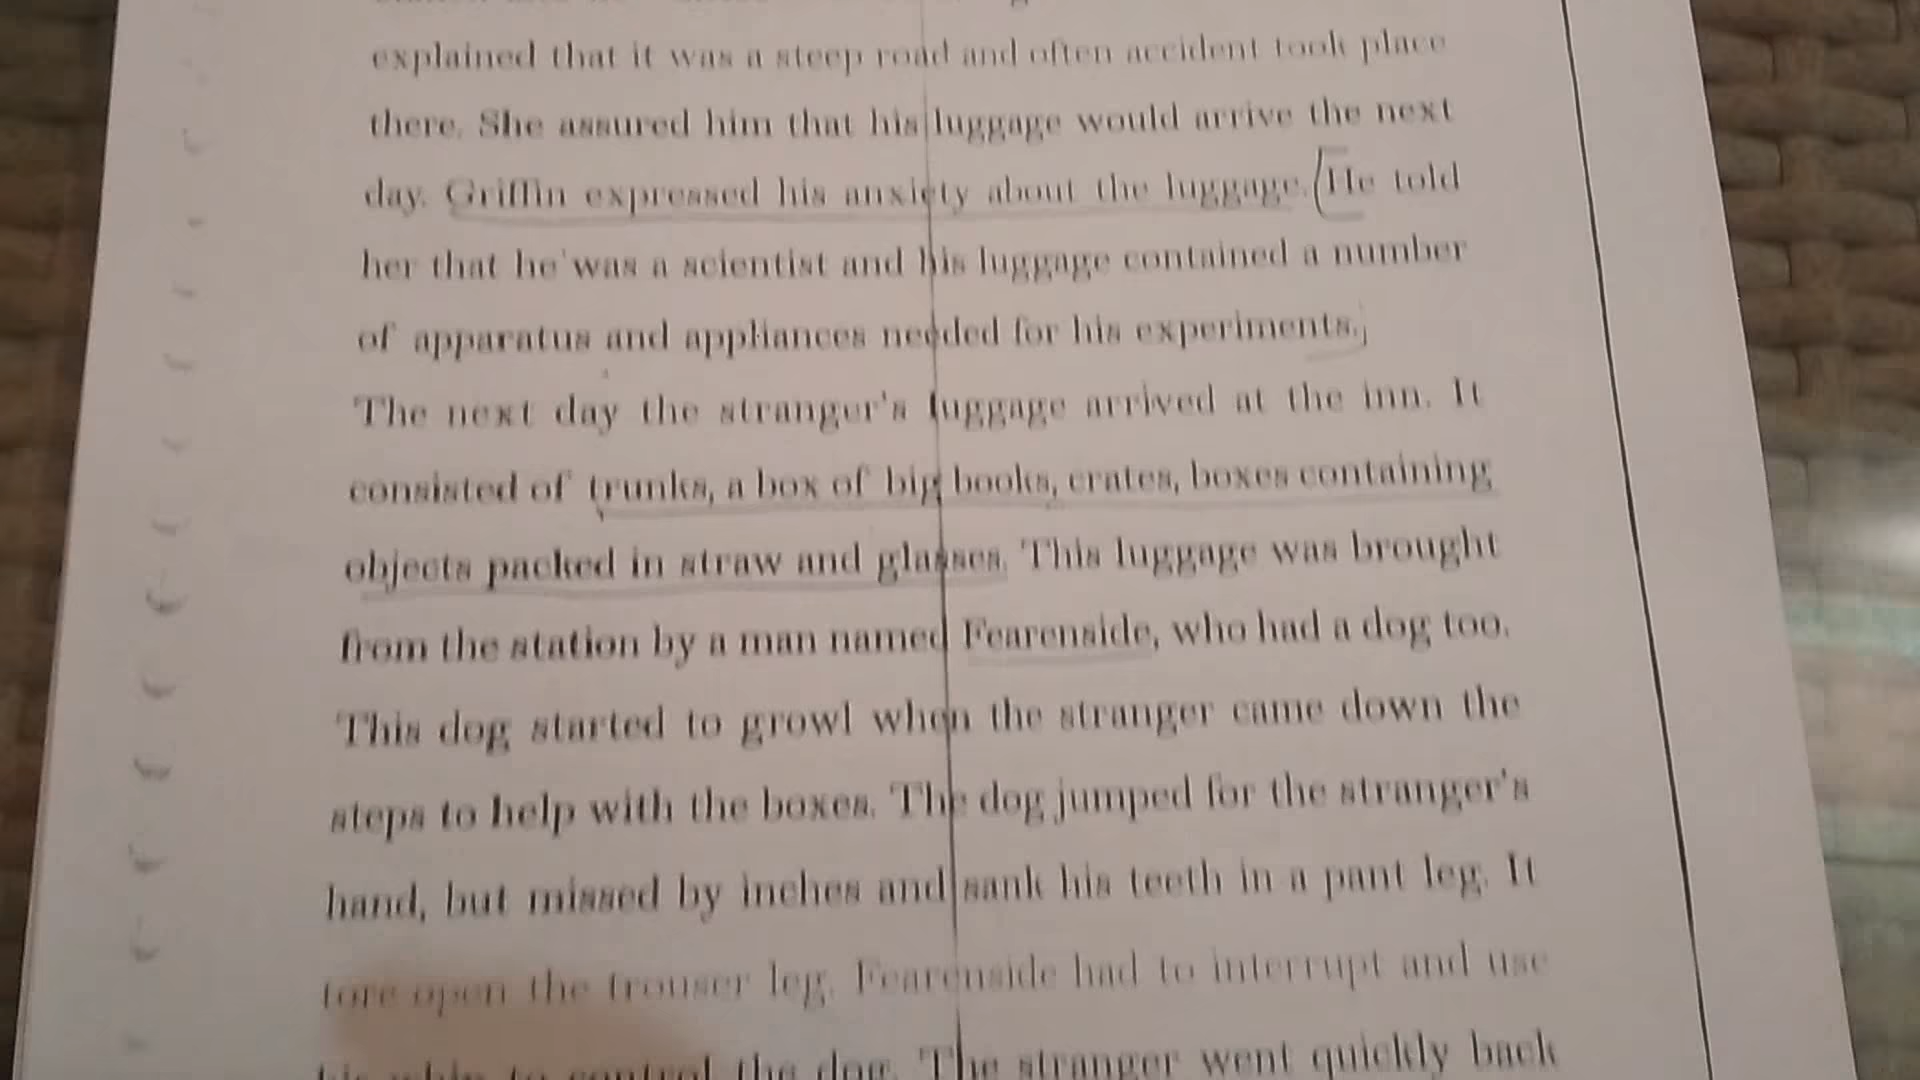 explained that it was a steep road and often accident took place
there. She assured him that his luggage would arrive the next
day. Griffin expressed his anxiety about the luggage. He told
her that he was a scientist and his luggage contained a number
of apparatus and appliances needed for his experiments.
The next day the stranger's luggage arrived at the inn. It
consisted of trunks, a box of big books, crates, boxes containing
objects packed in straw and glasses. This luggage was brought
from the station by a man named Fearenside, who had a dog too.
This dog started to growl when the stranger came down the
steps to help with the boxes. The dog jumped for the stranger's
hand, but missed by inches and sank his teeth in a pant leg. It
tore open the trouser leg. Fearenside had to interrupt and use
his whip to control the dog. The stranger went quickly back